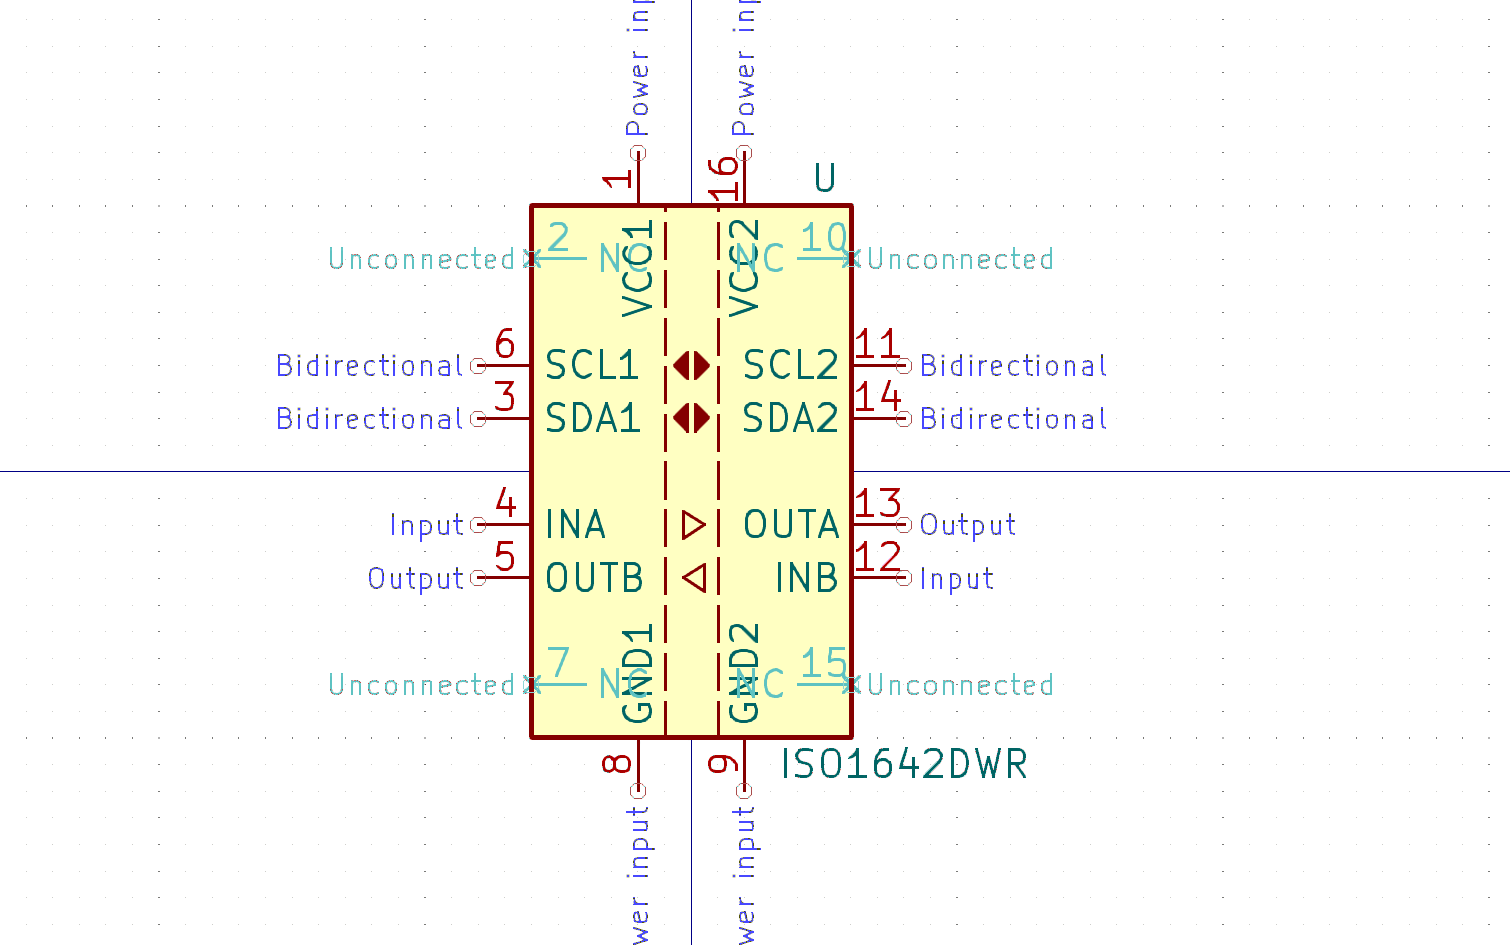 Power inp
Power inp
1
16
U
VCC1
VCC2
Unconnected
2
NC
NC
10
Unconnected
Bidirectional
6
SCL1
SCL2
11
Bidirectional
Bidirectional
3
SDA1
SDA2
14
Bidirectional
Input
4
INA
OUTA
13
Output
Output
5
OUTB
INB
12
Input
GND1
GND2
Unconnected
7
NC
NC
15
Unconnected
8
9
ISO1642DWR
wer input
wer input